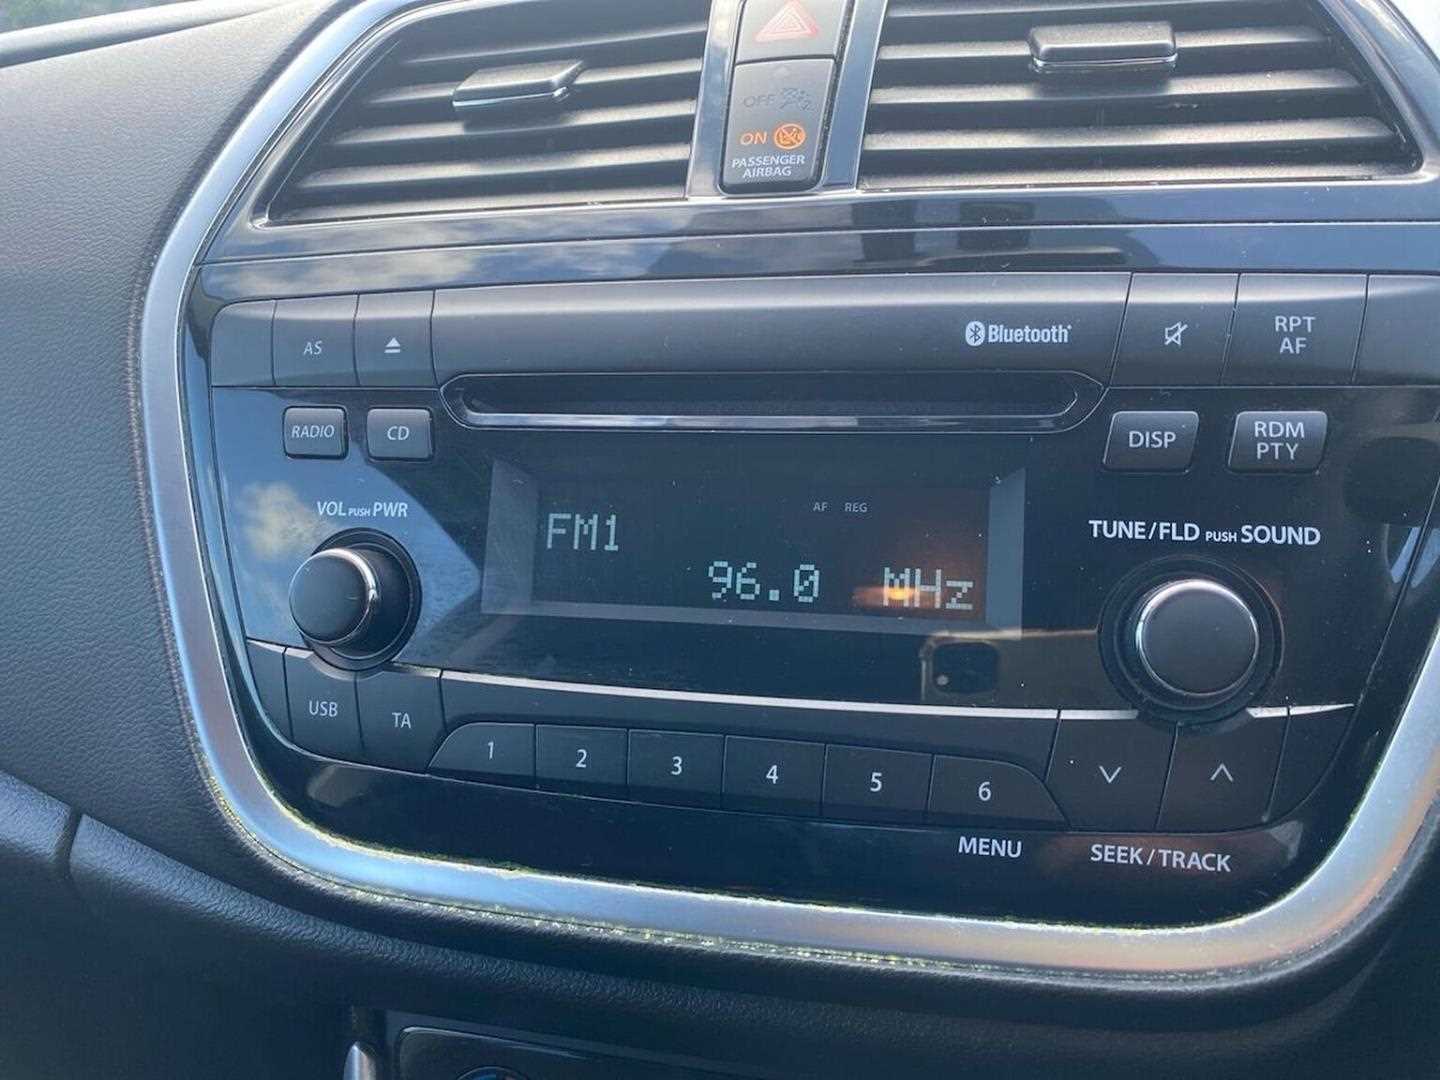 OFF
ON
PASSENGER
AIRBAG
Bluetooth
RPT
AF
AS
RADIO
CD
DISP
RDM
PTY
VOL PUSH PWR
AF REG
FM1
96.0 MHz
TUNE/FLD PUSH SOUND
USB
TA
1 2 3 4 5 6
MENU
SEEK/TRACK